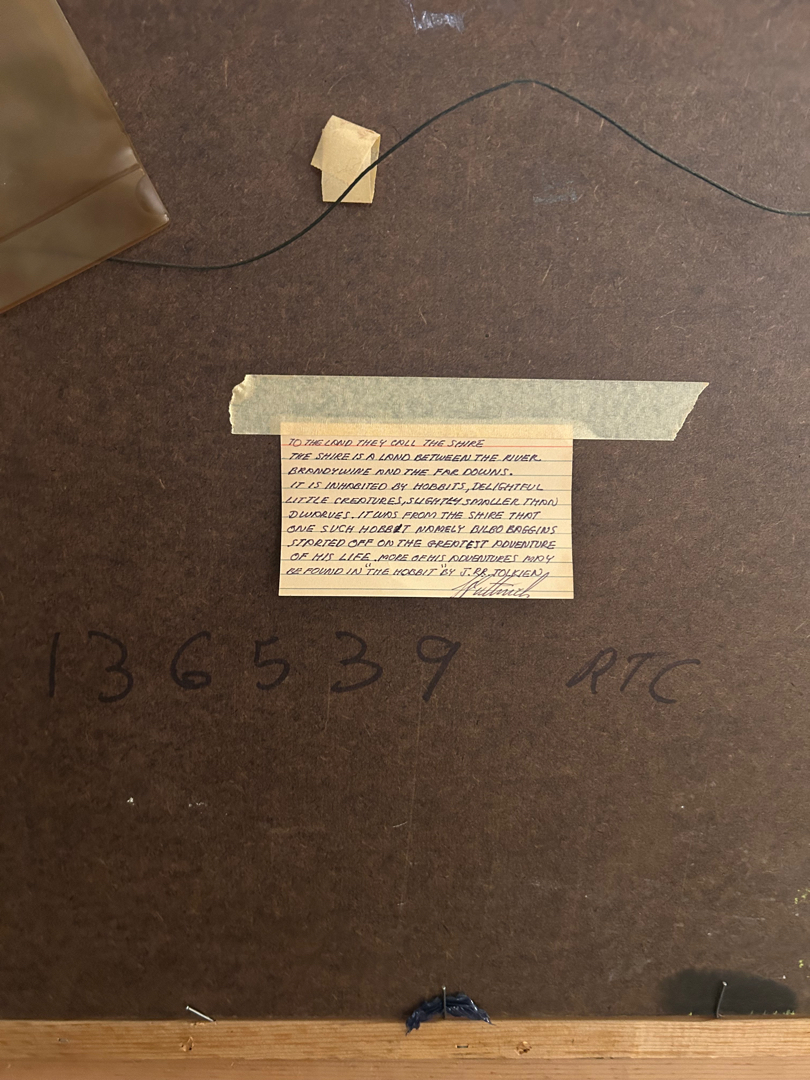 TO THE LAND THEY CALL THE SHIRE
THE SHIRE IS A LAND BETWEEN THE RIVER
BRANDYWINE AND THE FAR DOWNS.
IT IS INHABITED BY HOBBITS, DELIGHTFUL
LITTLE CREATURES, SLIGHTLY SMALLER THAN
DWARVES. IT WAS FROM THE SHIRE THAT
ONE SUCH HOBBIT NAMELY BILBO BAGGINS
STARTED OFF ON THE GREATEST ADVENTURE
OF HIS LIFE. MORE OF HIS ADVENTURES MAY
BE FOUND IN "THE HOBBIT" BY J.R.R. TOLKIEN
136539 RTC